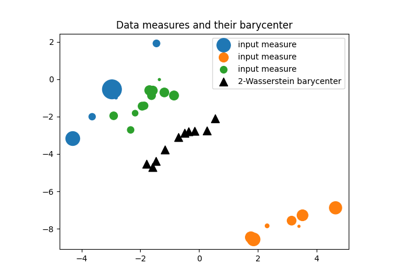 Data measures and their barycenter
input measure
input measure
input measure
2-Wasserstein barycenter
2
0
−2
−4
−6
−8
−4
−2
0
2
4